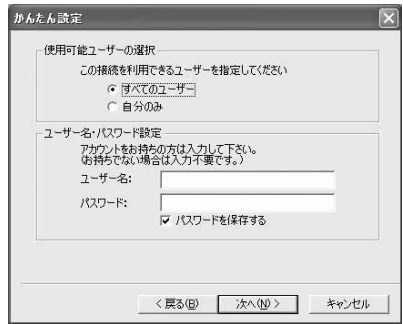 かんたん設定
使用可能ユーザーの選択
この接続を利用できるユーザーを指定してください
すべてのユーザー
自分のみ
ユーザー名・パスワード設定
アカウントをお持ちの方は入力して下さい。
(お持ちでない場合は入力不要です。)
ユーザー名:
パスワード:
パスワードを保存する
< 戻る(B) 次へ(N) > キャンセル